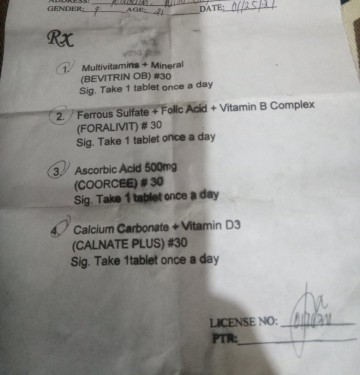 GENDER: F AGE: 21 DATE: 01/25/21
Rx
1. Multivitamins + Mineral
(BEVITRIN OB) #30
Sig. Take 1 tablet once a day
2. Ferrous Sulfate + Folic Acid + Vitamin B Complex
(FORALIVIT) # 30
Sig. Take 1 tablet once a day
3. Ascorbic Acid 500mg
(COORCEE) # 30
Sig. Take 1 tablet once a day
4. Calcium Carbonate + Vitamin D3
(CALNATE PLUS) #30
Sig. Take 1tablet once a day
LICENSE NO:
PTR: